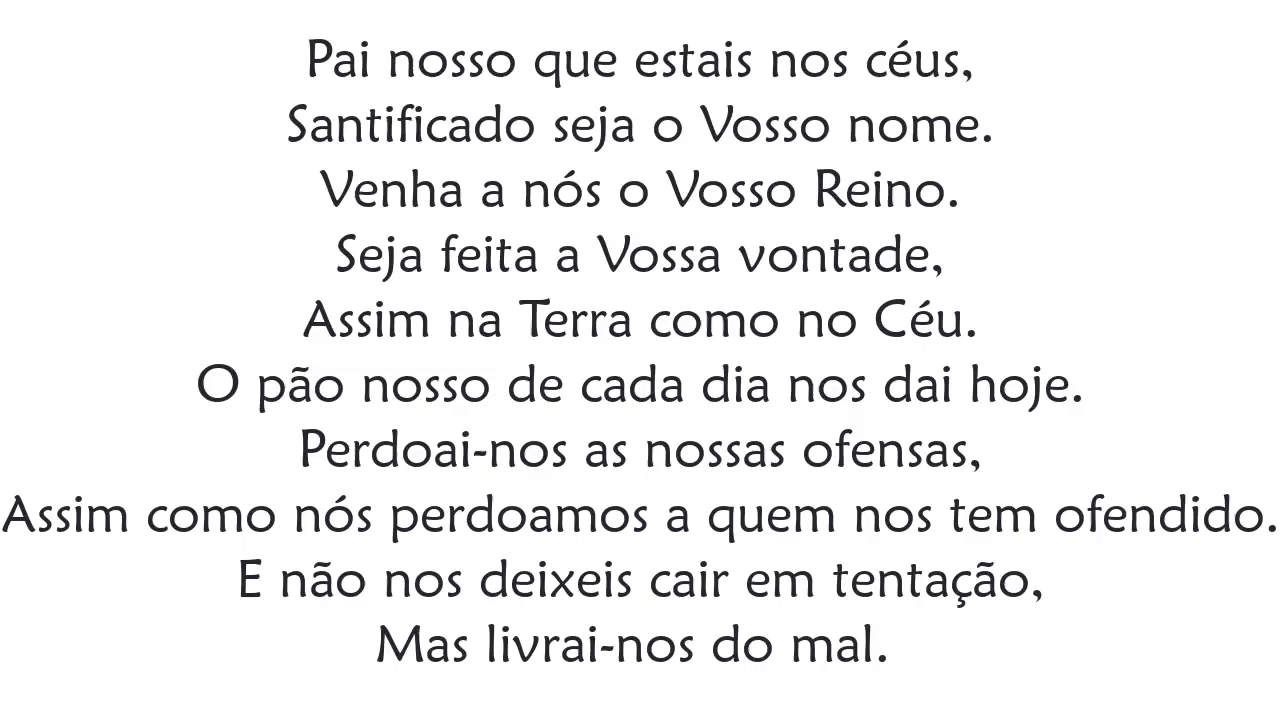 Pai nosso que estais nos céus,
Santificado seja o Vosso nome.
Venha a nós o Vosso Reino.
Seja feita a Vossa vontade,
Assim na Terra como no Céu.
O pão nosso de cada dia nos dai hoje.
Perdoai-nos as nossas ofensas,
Assim como nós perdoamos a quem nos tem ofendido.
E não nos deixeis cair em tentação,
Mas livrai-nos do mal.